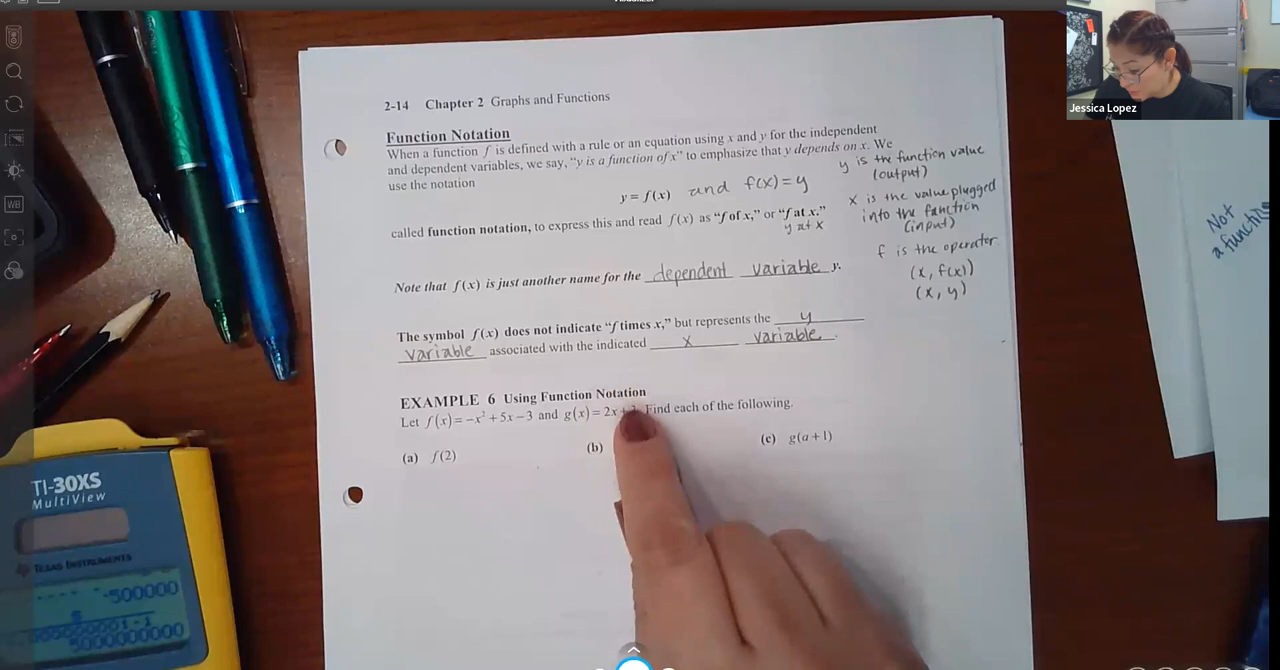 Jessica Lopez
2-14 Chapter 2 Graphs and Functions
Function Notation
When a function f is defined with a rule or an equation using x and y for the independent
and dependent variables, we say, “y is a function of x” to emphasize that y depends on x. We
use the notation
y = f(x) and f(x) = y
called function notation, to express this and read f(x) as “f of x,” or “f at x.”
y at x
y is the function value
(output)
x is the value plugged
into the function
(input)
f is the operator
(x, f(x))
(x, y)
Note that f(x) is just another name for the dependent variable y.
The symbol f(x) does not indicate “f times x,” but represents the y
variable associated with the indicated x variable.
EXAMPLE 6 Using Function Notation
Let f(x) = −x² + 5x − 3 and g(x) = 2x + Find each of the following.
(a) f(2)
(b)
(c) g(a + 1)
Not
a function
TI-30XS
MultiView
TEXAS INSTRUMENTS
WB